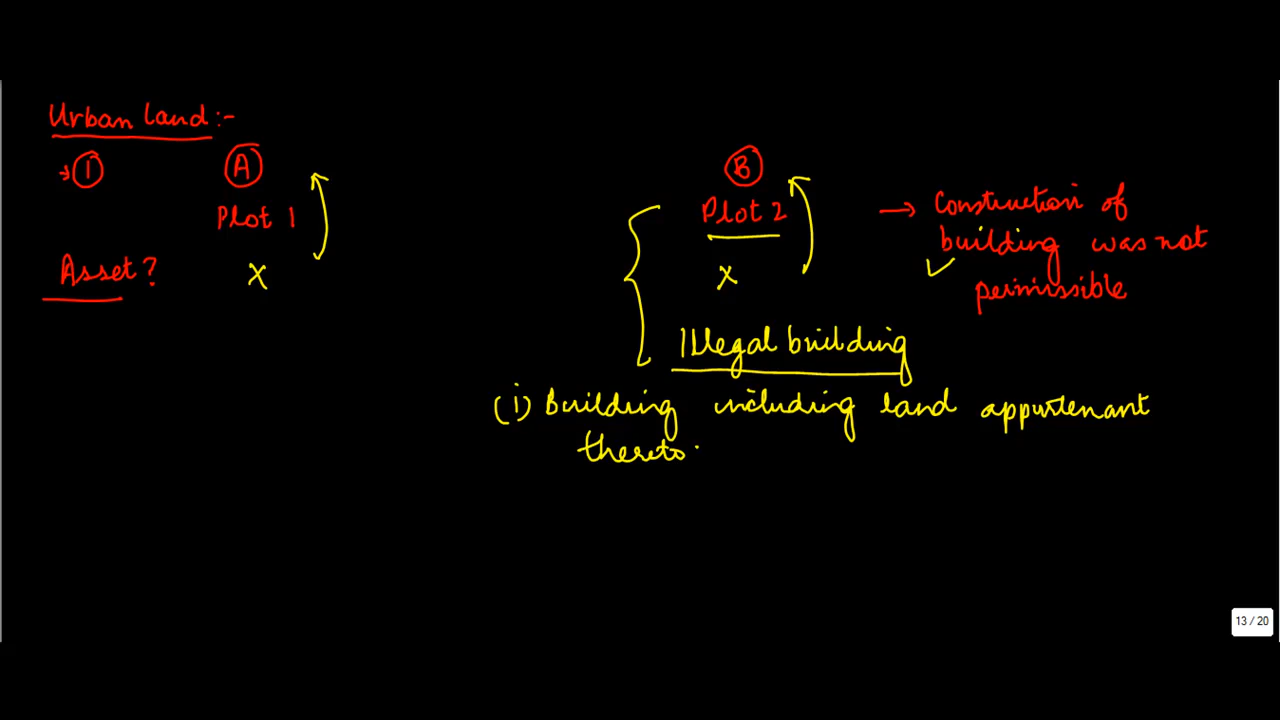 Urban land :-
→ 1 A B
Plot 1 Plot 2 → Construction of
building was not
permissible
Asset? X X
Illegal building
(i) Building including land appurtenant
thereto.
13 / 20